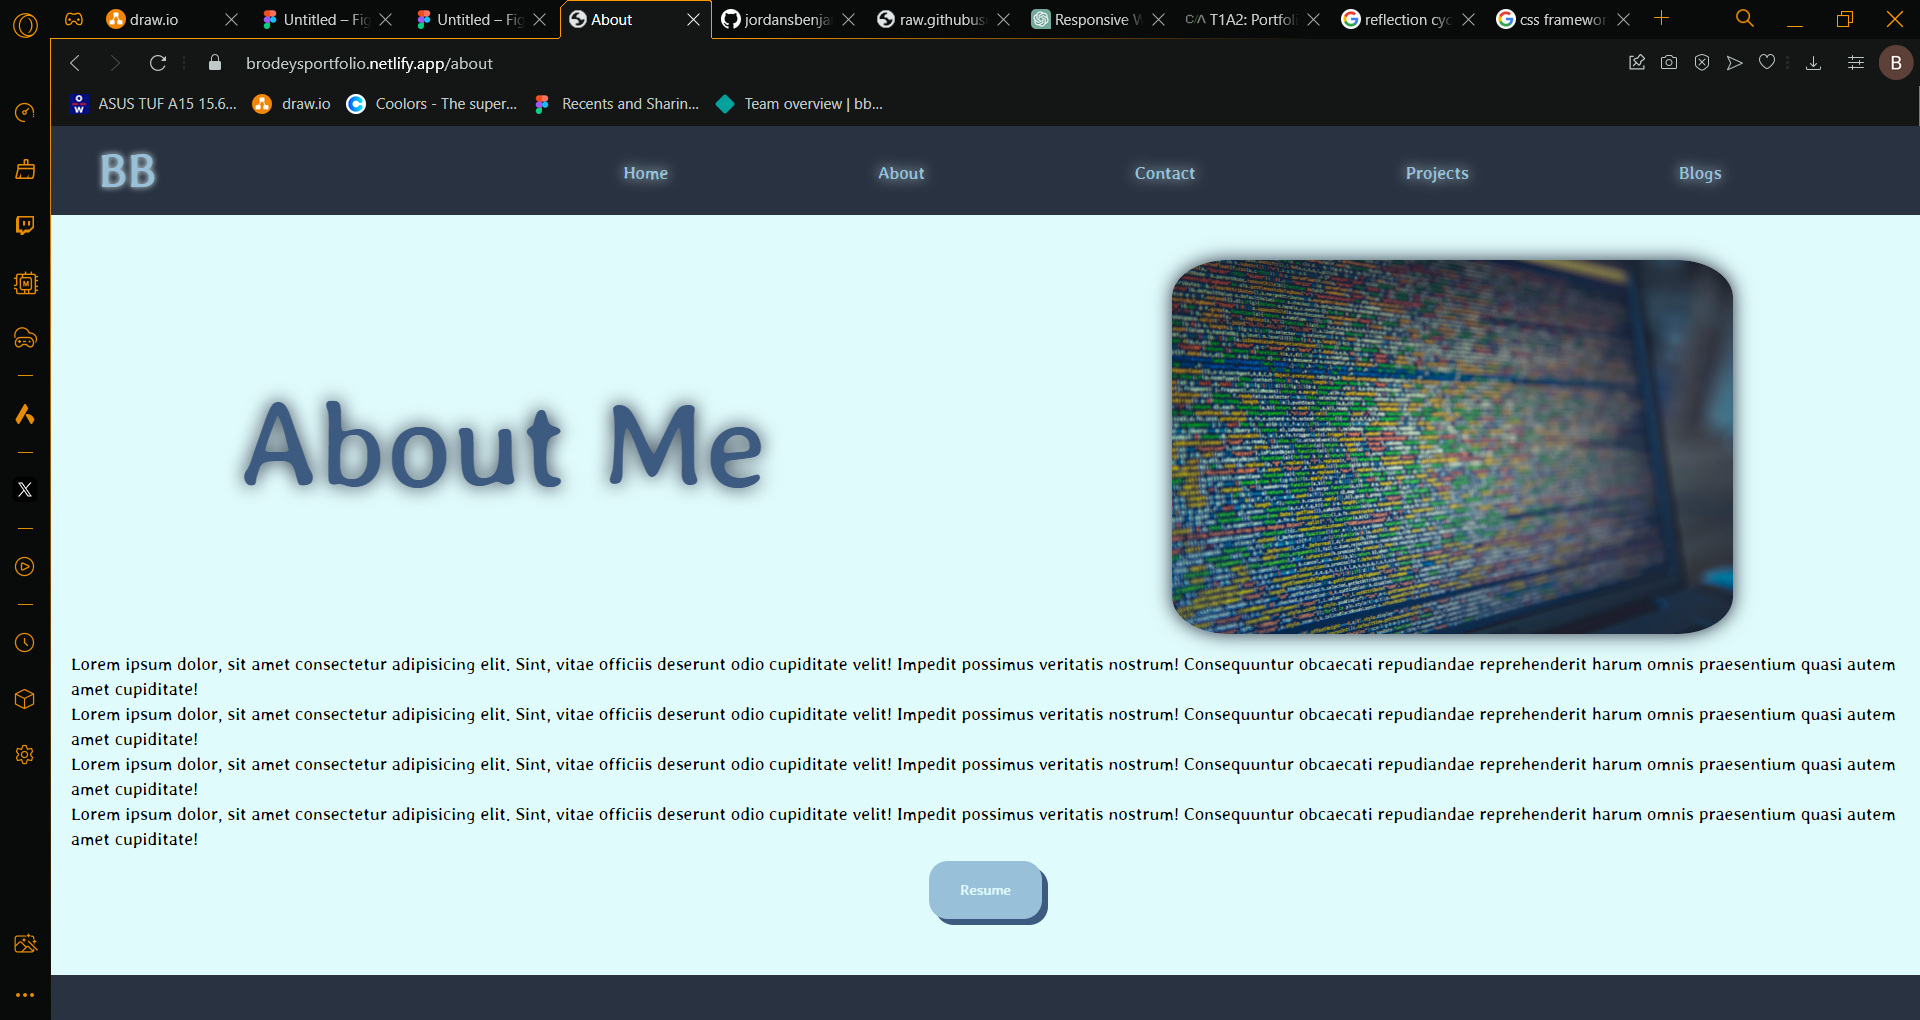 draw.io
Untitled – Fig
Untitled – Fig
About
jordansbenja
raw.githubus
Responsive W
C/A T1A2: Portfoli
reflection cyc
css framewor
brodeysportfolio.netlify.app/about
B
ASUS TUF A15 15.6...
draw.io
Coolors - The super...
Recents and Sharin...
Team overview | bb...
BB
Home
About
Contact
Projects
Blogs
About Me
Lorem ipsum dolor, sit amet consectetur adipisicing elit. Sint, vitae officiis deserunt odio cupiditate velit! Impedit possimus veritatis nostrum! Consequuntur obcaecati repudiandae reprehenderit harum omnis praesentium quasi autem
amet cupiditate!
Lorem ipsum dolor, sit amet consectetur adipisicing elit. Sint, vitae officiis deserunt odio cupiditate velit! Impedit possimus veritatis nostrum! Consequuntur obcaecati repudiandae reprehenderit harum omnis praesentium quasi autem
amet cupiditate!
Lorem ipsum dolor, sit amet consectetur adipisicing elit. Sint, vitae officiis deserunt odio cupiditate velit! Impedit possimus veritatis nostrum! Consequuntur obcaecati repudiandae reprehenderit harum omnis praesentium quasi autem
amet cupiditate!
Lorem ipsum dolor, sit amet consectetur adipisicing elit. Sint, vitae officiis deserunt odio cupiditate velit! Impedit possimus veritatis nostrum! Consequuntur obcaecati repudiandae reprehenderit harum omnis praesentium quasi autem
amet cupiditate!
Resume